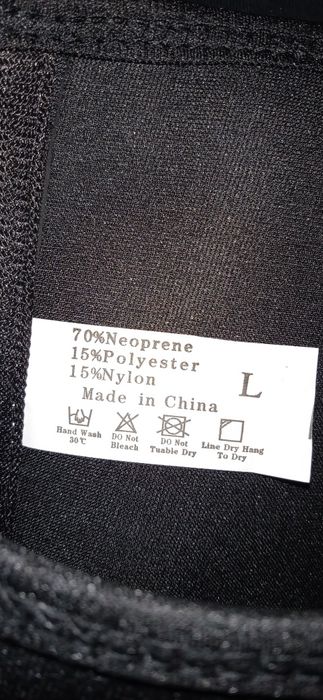 70%Neoprene
15%Polyester
15%Nylon
L
Made in China
Hand Wash
30℃
DO Not
Bleach
DO Not
Tuable Dry
Line Dry Hang
To Dry